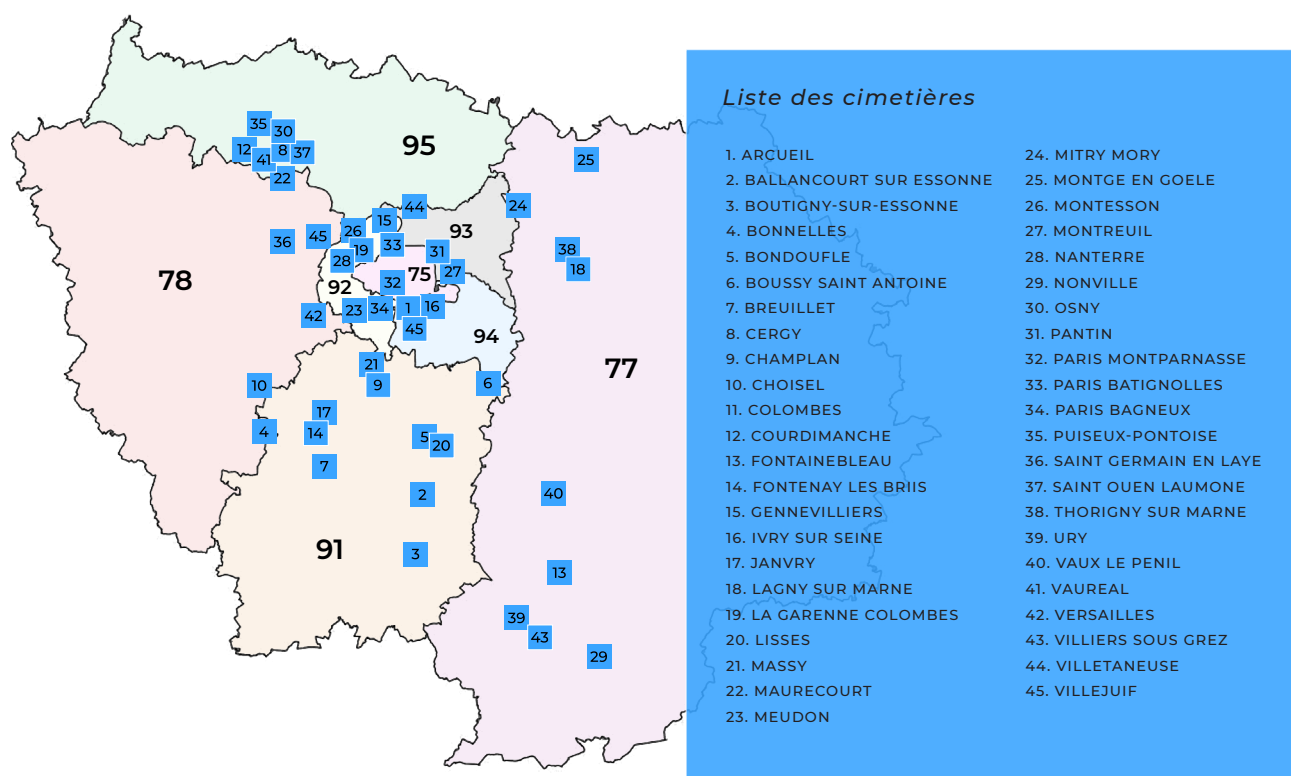 35
30
12
8
37
41
22
95
25
44
24
15
26
93
45
36
33
19
31
38
28
75
27
18
78
32
92
42
23
34
1
16
45
94
21
77
10
9
6
17
4
14
5
20
7
40
2
91
3
13
39
43
29
Liste des cimetières
1. ARCUEIL
2. BALLANCOURT SUR ESSONNE
3. BOUTIGNY-SUR-ESSONNE
4. BONNELLES
5. BONDOUFLE
6. BOUSSY SAINT ANTOINE
7. BREUILLET
8. CERGY
9. CHAMPLAN
10. CHOISEL
11. COLOMBES
12. COURDIMANCHE
13. FONTAINEBLEAU
14. FONTENAY LES BRIIS
15. GENNEVILLIERS
16. IVRY SUR SEINE
17. JANVRY
18. LAGNY SUR MARNE
19. LA GARENNE COLOMBES
20. LISSES
21. MASSY
22. MAURECOURT
23. MEUDON
24. MITRY MORY
25. MONTGE EN GOELE
26. MONTESSON
27. MONTREUIL
28. NANTERRE
29. NONVILLE
30. OSNY
31. PANTIN
32. PARIS MONTPARNASSE
33. PARIS BATIGNOLLES
34. PARIS BAGNEUX
35. PUISEUX-PONTOISE
36. SAINT GERMAIN EN LAYE
37. SAINT OUEN LAUMONE
38. THORIGNY SUR MARNE
39. URY
40. VAUX LE PENIL
41. VAUREAL
42. VERSAILLES
43. VILLIERS SOUS GREZ
44. VILLETANEUSE
45. VILLEJUIF